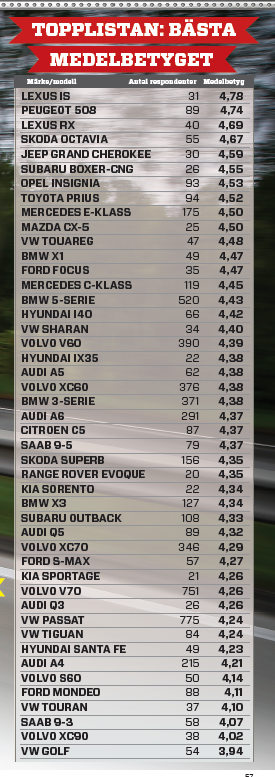 TOPPLISTAN: BÄSTA
MEDELBETYGET
Märke/modell Antal respondenter Medelbetyg
LEXUS IS 31 4,78
PEUGEOT 508 89 4,74
LEXUS RX 40 4,69
SKODA OCTAVIA 55 4,67
JEEP GRAND CHEROKEE 30 4,59
SUBARU BOXER-CNG 26 4,55
OPEL INSIGNIA 93 4,53
TOYOTA PRIUS 94 4,52
MERCEDES E-KLASS 175 4,50
MAZDA CX-5 25 4,50
VW TOUAREG 47 4,48
BMW X1 49 4,47
FORD FOCUS 35 4,47
MERCEDES C-KLASS 119 4,45
BMW 5-SERIE 520 4,43
HYUNDAI I40 66 4,42
VW SHARAN 34 4,40
VOLVO V60 390 4,39
HYUNDAI IX35 22 4,38
AUDI A5 62 4,38
VOLVO XC60 376 4,38
BMW 3-SERIE 371 4,38
AUDI A6 291 4,37
CITROEN C5 87 4,37
SAAB 9-5 79 4,37
SKODA SUPERB 156 4,35
RANGE ROVER EVOQUE 20 4,35
KIA SORENTO 22 4,34
BMW X3 127 4,34
SUBARU OUTBACK 108 4,33
AUDI Q5 89 4,32
VOLVO XC70 346 4,29
FORD S-MAX 57 4,27
KIA SPORTAGE 21 4,26
VOLVO V70 751 4,26
AUDI Q3 26 4,26
VW PASSAT 775 4,24
VW TIGUAN 84 4,24
HYUNDAI SANTA FE 49 4,23
AUDI A4 215 4,21
VOLVO S60 50 4,14
FORD MONDEO 88 4,11
VW TOURAN 37 4,10
SAAB 9-3 58 4,07
VOLVO XC90 38 4,02
VW GOLF 54 3,94